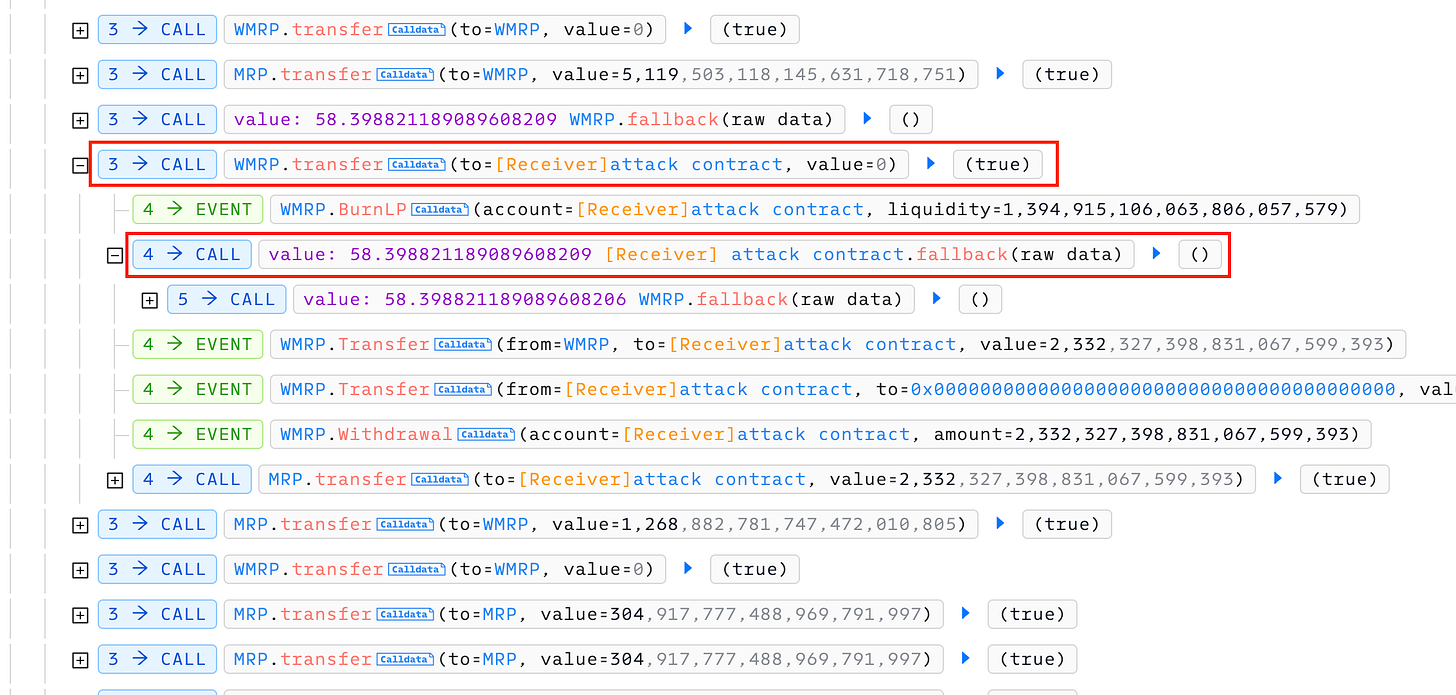 3 → CALL WMRP.transfer Calldata (to=WMRP, value=0) ▶ (true)
3 → CALL MRP.transfer Calldata (to=WMRP, value=5,119,503,118,145,631,718,751) ▶ (true)
3 → CALL value: 58.398821189089608209 WMRP.fallback(raw data) ▶ ()
3 → CALL WMRP.transfer Calldata (to=[Receiver]attack contract, value=0) ▶ (true)
4 → EVENT WMRP.BurnLP Calldata (account=[Receiver]attack contract, liquidity=1,394,915,106,063,806,057,579)
4 → CALL value: 58.398821189089608209 [Receiver] attack contract.fallback(raw data) ▶ ()
5 → CALL value: 58.398821189089608206 WMRP.fallback(raw data) ▶ ()
4 → EVENT WMRP.Transfer Calldata (from=WMRP, to=[Receiver]attack contract, value=2,332,327,398,831,067,599,393)
4 → EVENT WMRP.Transfer Calldata (from=[Receiver]attack contract, to=0x0000000000000000000000000000000000000000, val
4 → EVENT WMRP.Withdrawal Calldata (account=[Receiver]attack contract, amount=2,332,327,398,831,067,599,393)
4 → CALL MRP.transfer Calldata (to=[Receiver]attack contract, value=2,332,327,398,831,067,599,393) ▶ (true)
3 → CALL MRP.transfer Calldata (to=WMRP, value=1,268,882,781,747,472,010,805) ▶ (true)
3 → CALL WMRP.transfer Calldata (to=WMRP, value=0) ▶ (true)
3 → CALL MRP.transfer Calldata (to=MRP, value=304,917,777,488,969,791,997) ▶ (true)
3 → CALL MRP.transfer Calldata (to=MRP, value=304,917,777,488,969,791,997) ▶ (true)